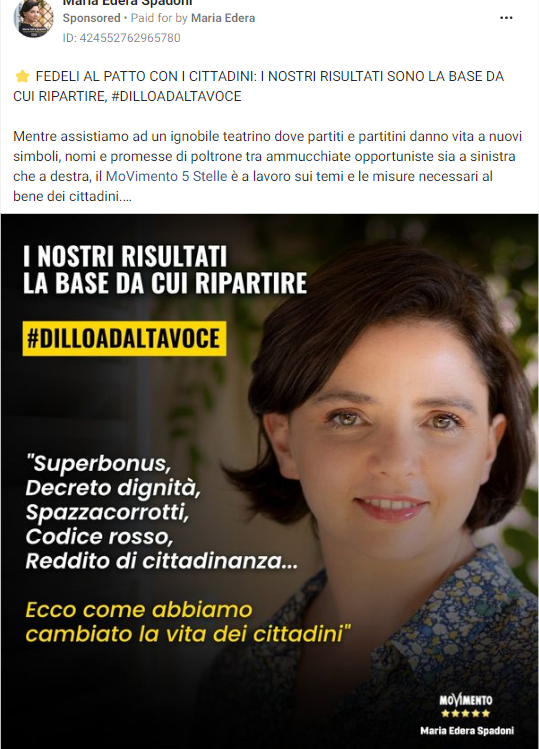 Maria Edera Spadoni
Sponsored • Paid for by Maria Edera
ID: 424552762965780
⭐ FEDELI AL PATTO CON I CITTADINI: I NOSTRI RISULTATI SONO LA BASE DA
CUI RIPARTIRE, #DILLOADALTAVOCE
Mentre assistiamo ad un ignobile teatrino dove partiti e partitini danno vita a nuovi
simboli, nomi e promesse di poltrone tra ammucchiate opportuniste sia a sinistra
che a destra, il MoVimento 5 Stelle è a lavoro sui temi e le misure necessari al
bene dei cittadini....
I NOSTRI RISULTATI
LA BASE DA CUI RIPARTIRE
#DILLOADALTAVOCE
"Superbonus,
Decreto dignità,
Spazzacorrotti,
Codice rosso,
Reddito di cittadinanza...
Ecco come abbiamo
cambiato la vita dei cittadini"
MOVIMENTO
★★★★★
Maria Edera Spadoni